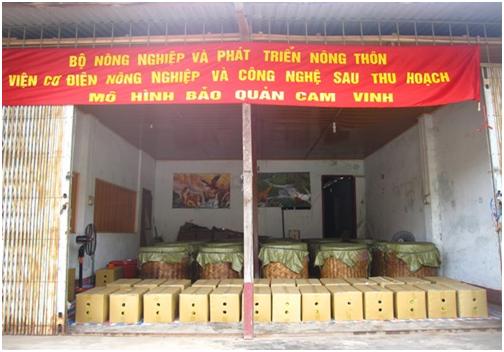 BỘ NÔNG NGHIỆP VÀ PHÁT TRIỂN NÔNG THÔN
VIỆN CƠ ĐIỆN NÔNG NGHIỆP VÀ CÔNG NGHỆ SAU THU HOẠCH
MÔ HÌNH BẢO QUẢN CAM VINH